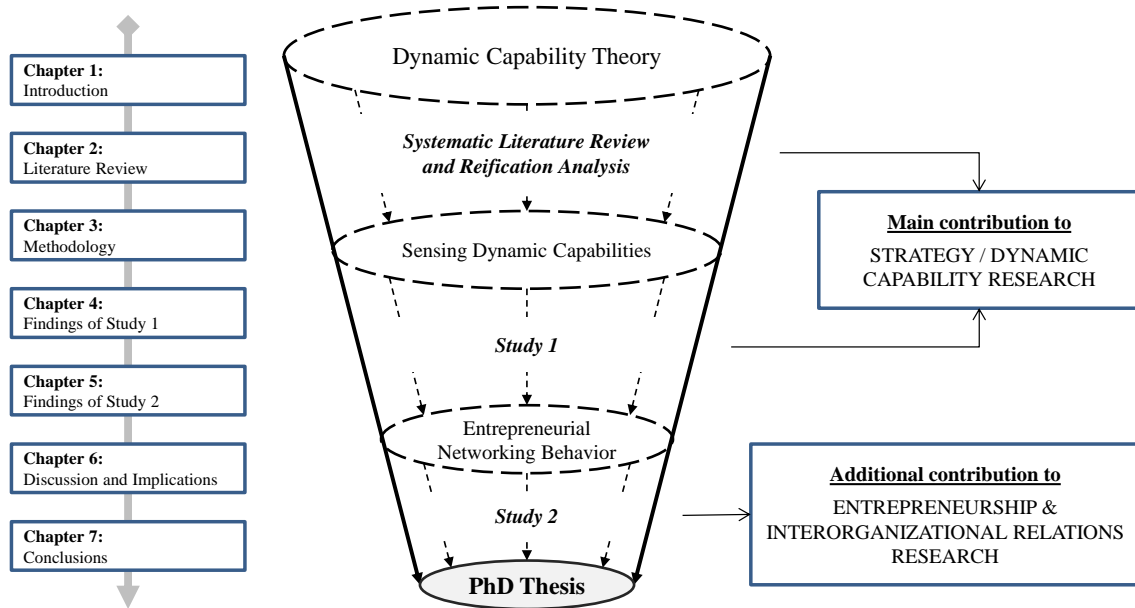 Chapter 1:
Introduction
Chapter 2:
Literature Review
Chapter 3:
Methodology
Chapter 4:
Findings of Study 1
Chapter 5:
Findings of Study 2
Chapter 6:
Discussion and Implications
Chapter 7:
Conclusions
Dynamic Capability Theory
Systematic Literature Review
and Reification Analysis
Sensing Dynamic Capabilities
Study 1
Entrepreneurial
Networking Behavior
Study 2
PhD Thesis
Main contribution to
STRATEGY / DYNAMIC
CAPABILITY RESEARCH
Additional contribution to
ENTREPRENEURSHIP &
INTERORGANIZATIONAL RELATIONS
RESEARCH